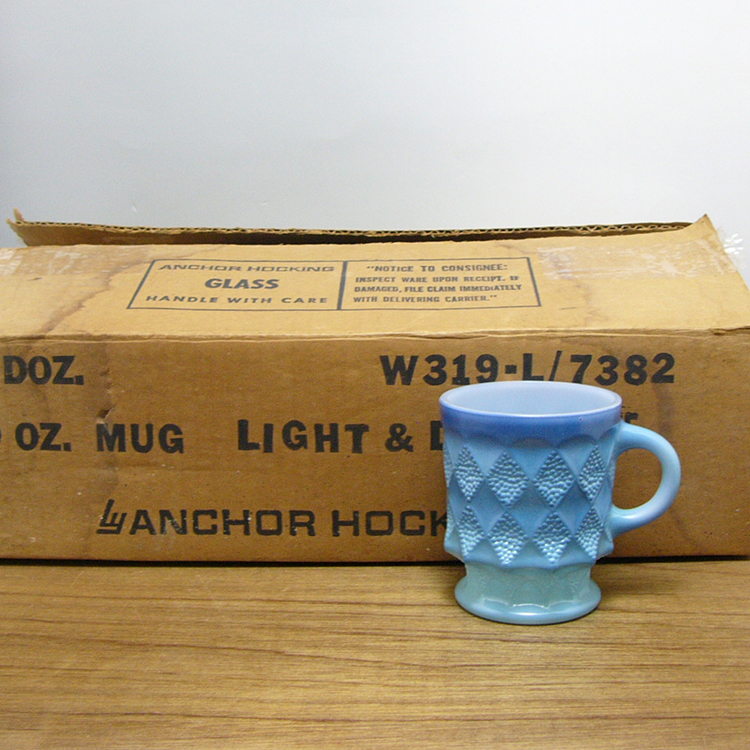 ANCHOR HOCKING
GLASS
HANDLE WITH CARE
"NOTICE TO CONSIGNEE:
INSPECT WARE UPON RECEIPT. IF
DAMAGED, FILE CLAIM IMMEDIATELY
WITH DELIVERING CARRIER."
DOZ.
W319-L/7382
OZ. MUG LIGHT &
ANCHOR HOCK